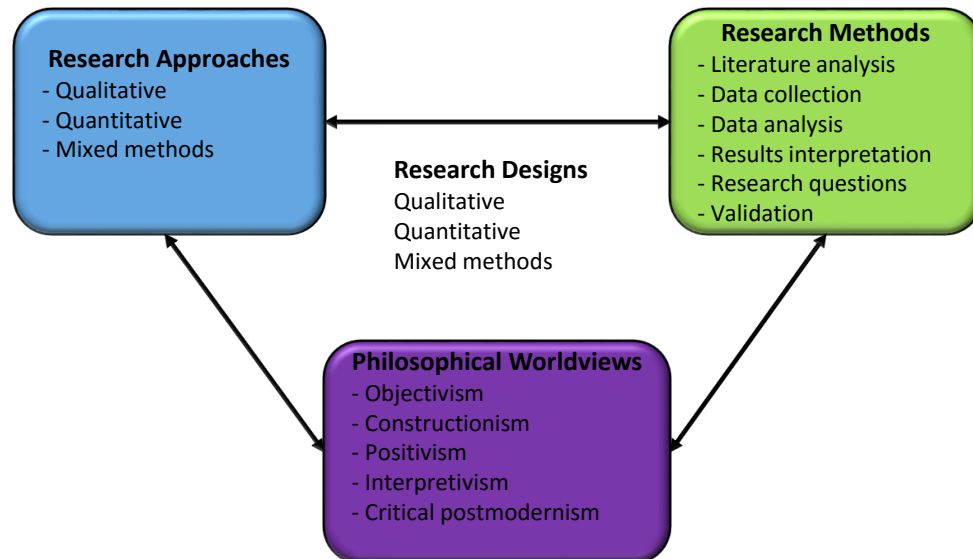 Research Approaches
- Qualitative
- Quantitative
- Mixed methods
Research Methods
- Literature analysis
- Data collection
- Data analysis
- Results interpretation
- Research questions
- Validation
Research Designs
Qualitative
Quantitative
Mixed methods
Philosophical Worldviews
- Objectivism
- Constructionism
- Positivism
- Interpretivism
- Critical postmodernism